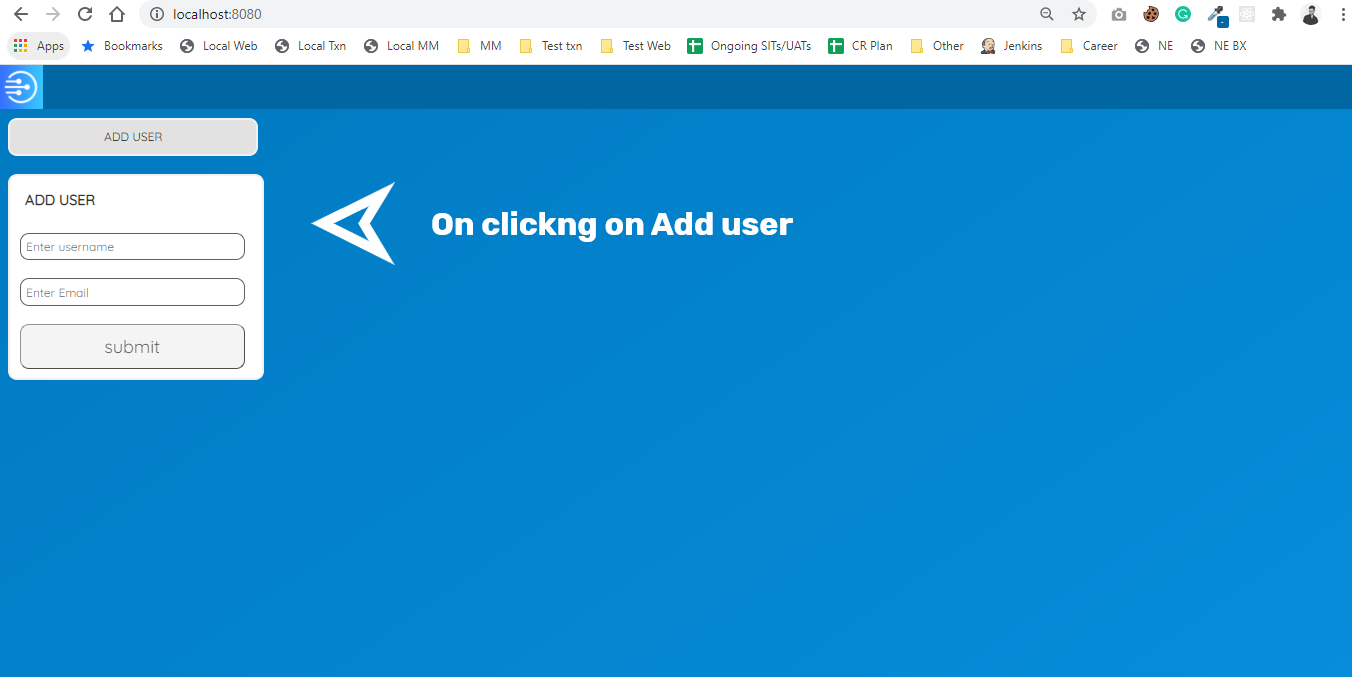 localhost:8080
Apps Bookmarks Local Web Local Txn Local MM MM Test txn Test Web Ongoing SITs/UATs CR Plan Other Jenkins Career NE NE BX
ADD USER
ADD USER
On clickng on Add user
Enter username
Enter Email
submit